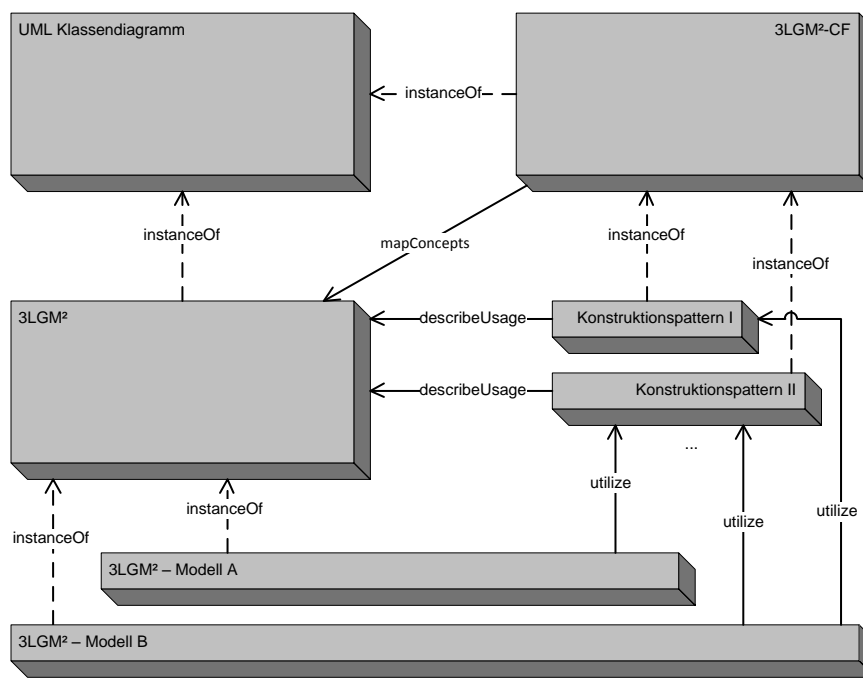 UML Klassendiagramm
3LGM²-CF
instanceOf
instanceOf
instanceOf
mapConcepts
instanceOf
3LGM²
describeUsage
Konstruktionspattern I
describeUsage
Konstruktionspattern II
...
utilize
instanceOf
utilize
utilize
instanceOf
3LGM² – Modell A
3LGM² – Modell B